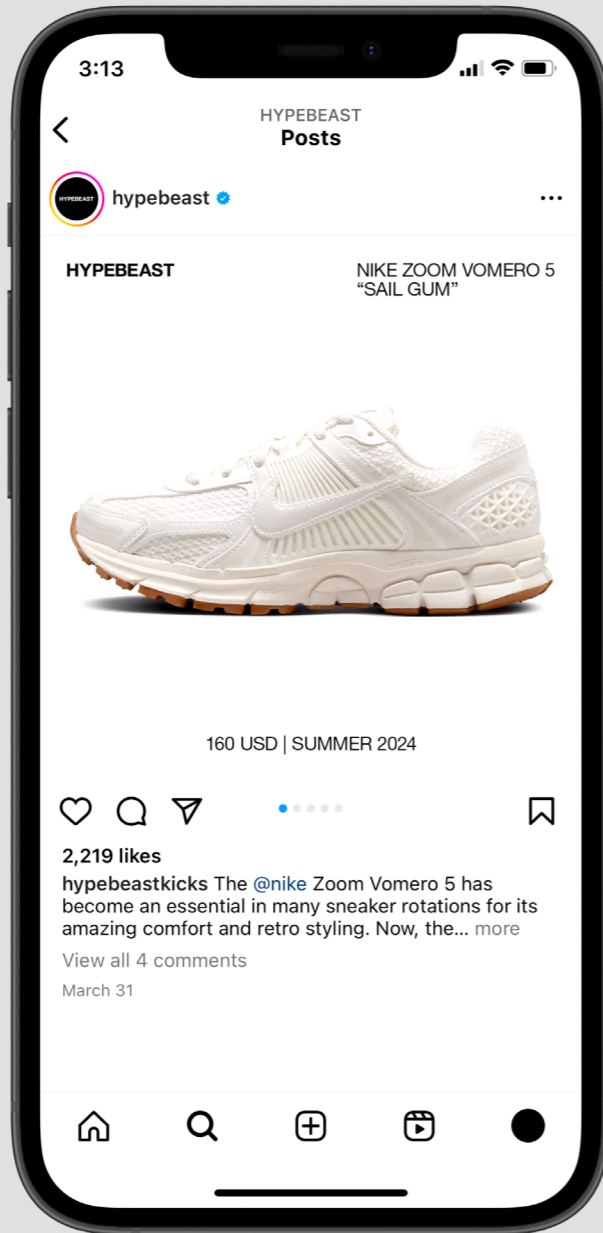 3:13
HYPEBEAST
Posts
HYPEBEAST
hypebeast
HYPEBEAST
NIKE ZOOM VOMERO 5
“SAIL GUM”
160 USD | SUMMER 2024
2,219 likes
hypebeastkicks The @nike Zoom Vomero 5 has
become an essential in many sneaker rotations for its
amazing comfort and retro styling. Now, the... more
View all 4 comments
March 31